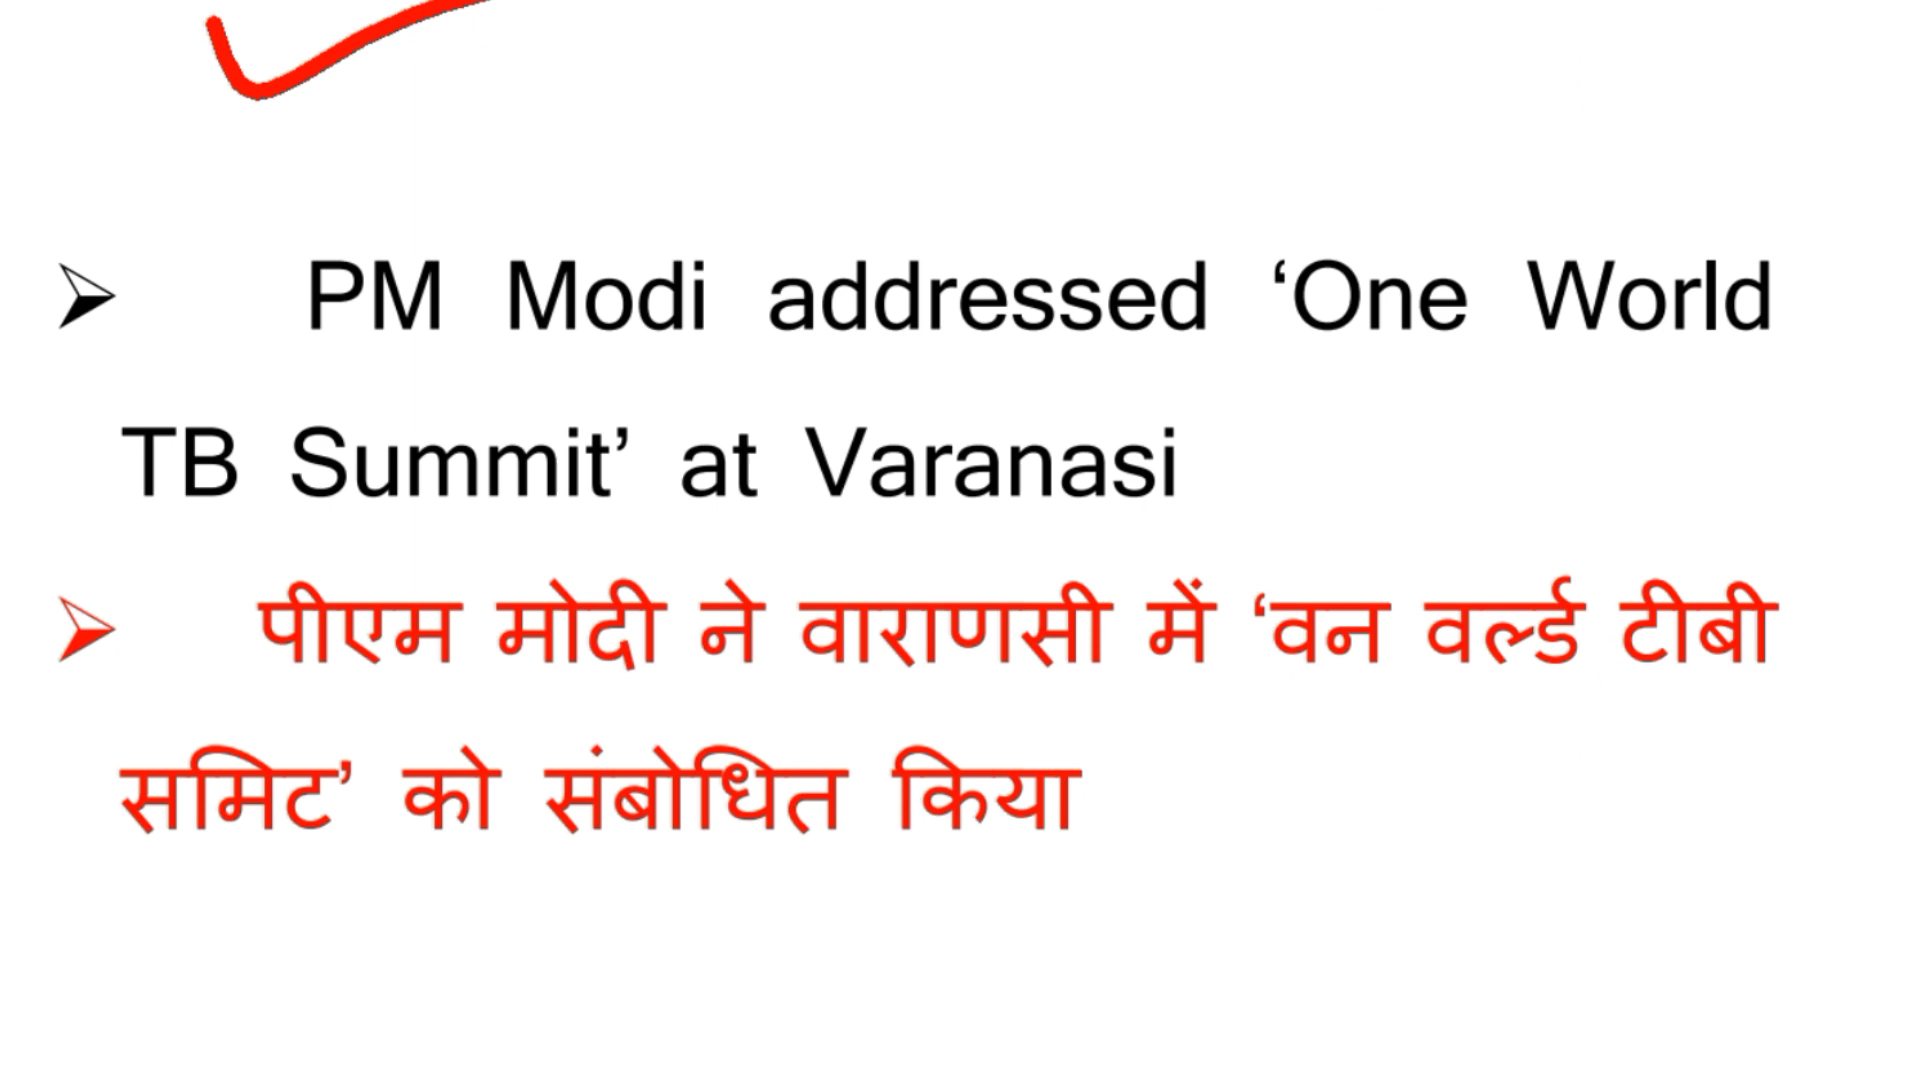 ➢ PM Modi addressed ‘One World
TB Summit’ at Varanasi
➢ पीएम मोदी ने वाराणसी में ‘वन वर्ल्ड टीबी
समिट’ को संबोधित किया